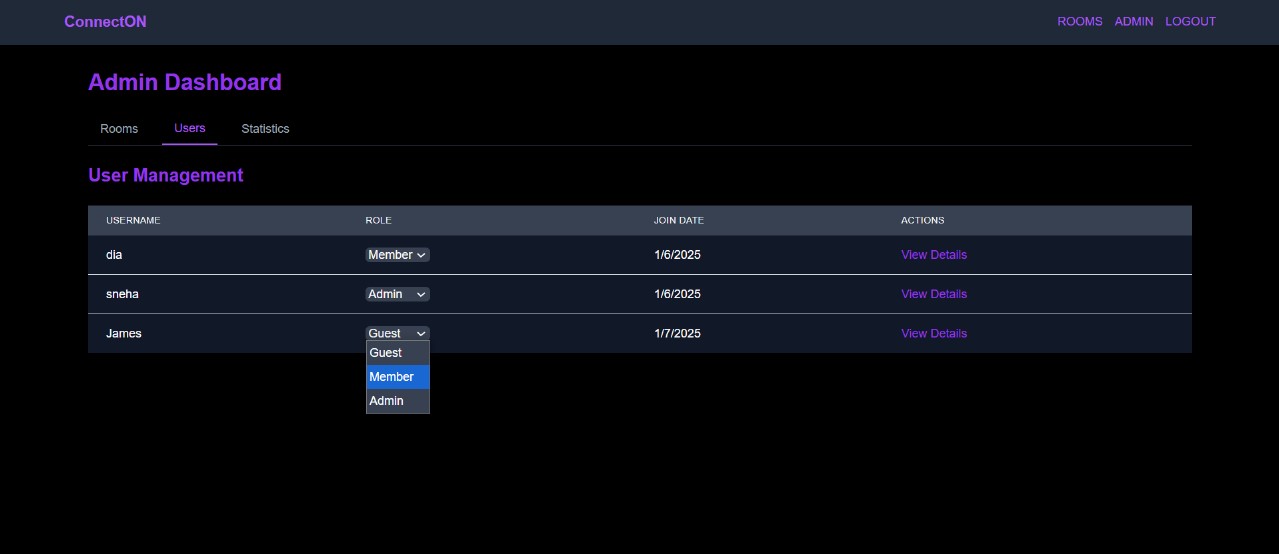 ConnectON ROOMS ADMIN LOGOUT
Admin Dashboard
Rooms Users Statistics
User Management
USERNAME ROLE JOIN DATE ACTIONS
dia Member 1/6/2025 View Details
sneha Admin 1/6/2025 View Details
James Guest 1/7/2025 View Details
Guest
Member
Admin